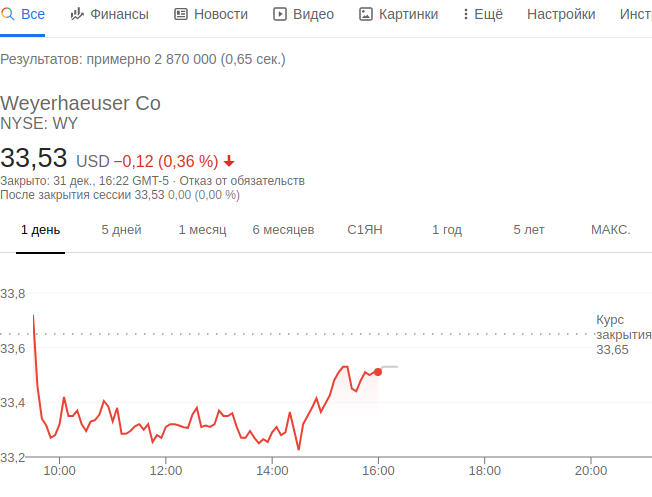 Все Финансы Новости Видео Картинки Ещё Настройки Инст
Результатов: примерно 2 870 000 (0,65 сек.)
Weyerhaeuser Co
NYSE: WY
33,53 USD −0,12 (0,36 %)
Закрыто: 31 дек., 16:22 GMT-5 · Отказ от обязательств
После закрытия сессии 33,53 0,00 (0,00 %)
1 день 5 дней 1 месяц 6 месяцев С1ЯН 1 год 5 лет МАКС.
33,8
Курс
закрытия
33,65
33,6
33,4
33,2
10:00 12:00 14:00 16:00 18:00 20:00